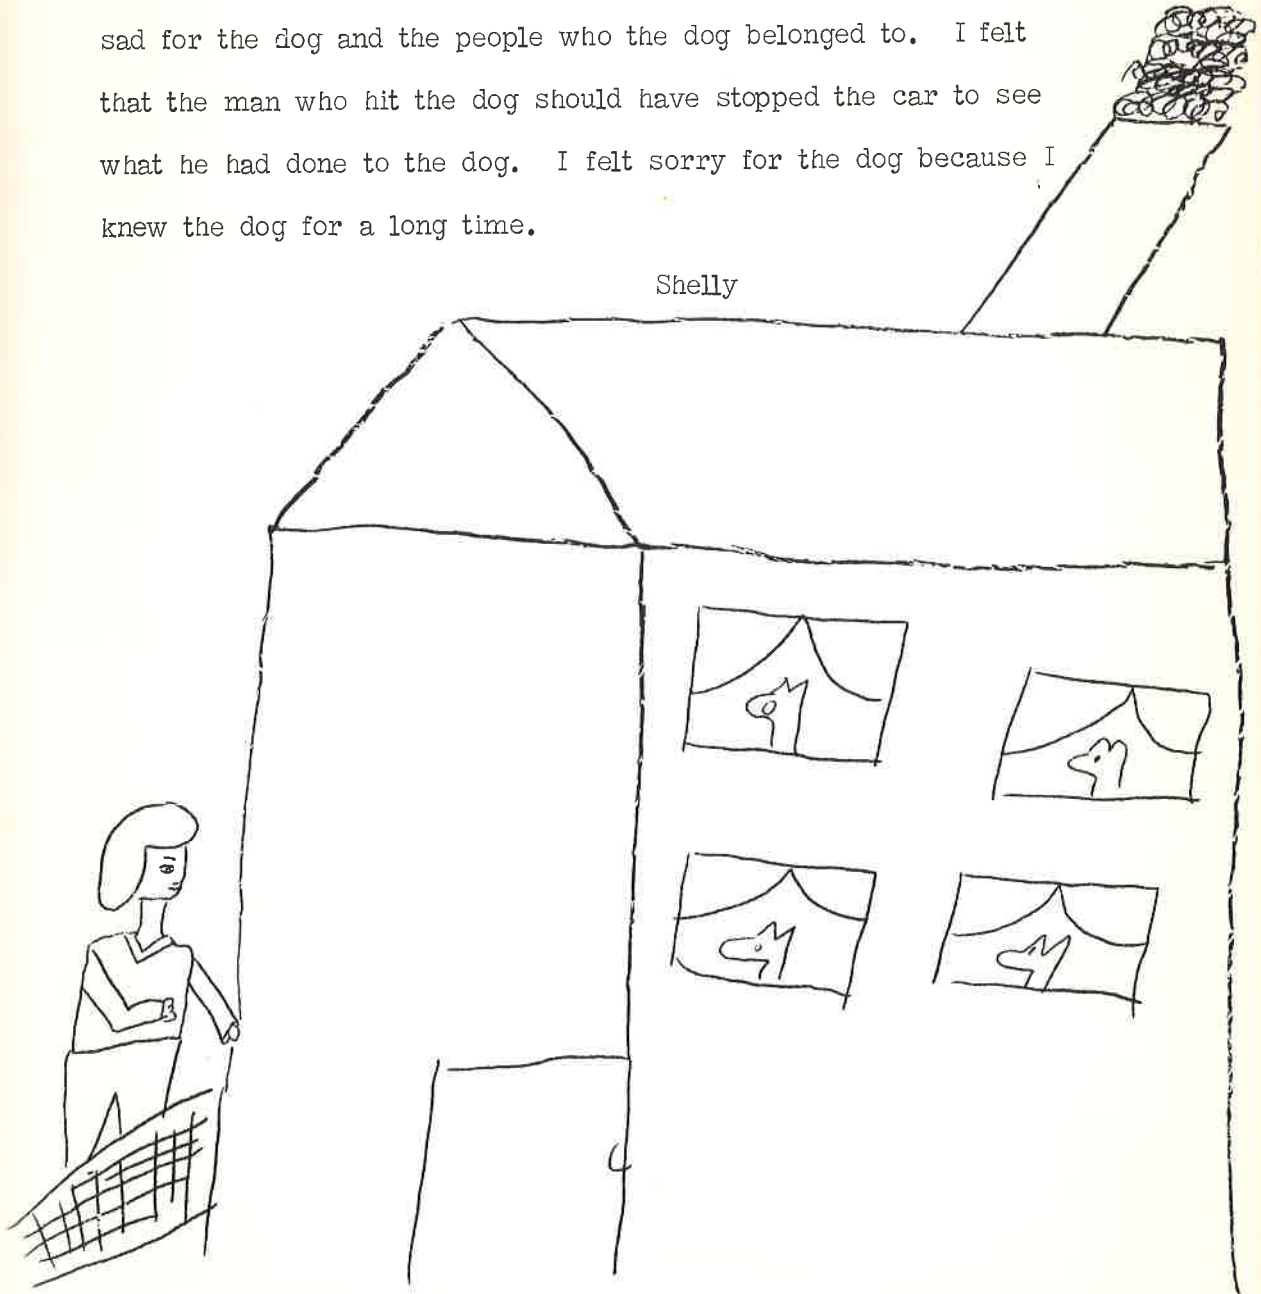 sad for the dog and the people who the dog belonged to.  I felt
that the man who hit the dog should have stopped the car to see
what he had done to the dog.  I felt sorry for the dog because I
knew the dog for a long time.
Shelly